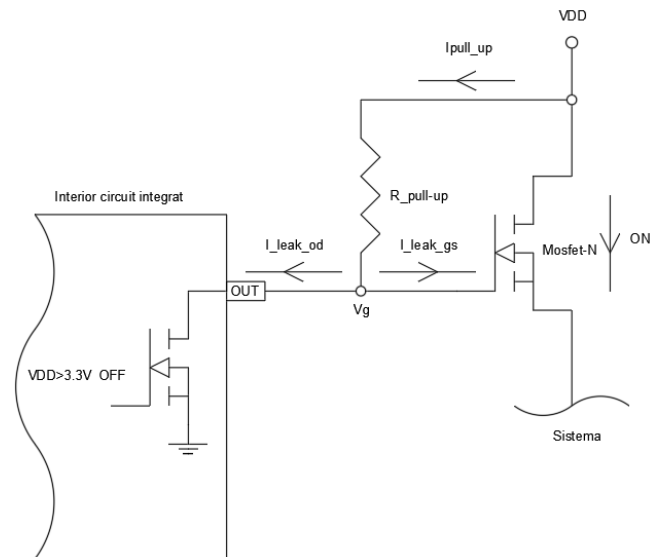 VDD
Ipull_up
Interior circuit integrat
R_pull-up
I_leak_od
I_leak_gs
Mosfet-N
ON
OUT
Vg
VDD>3.3V OFF
Sistema